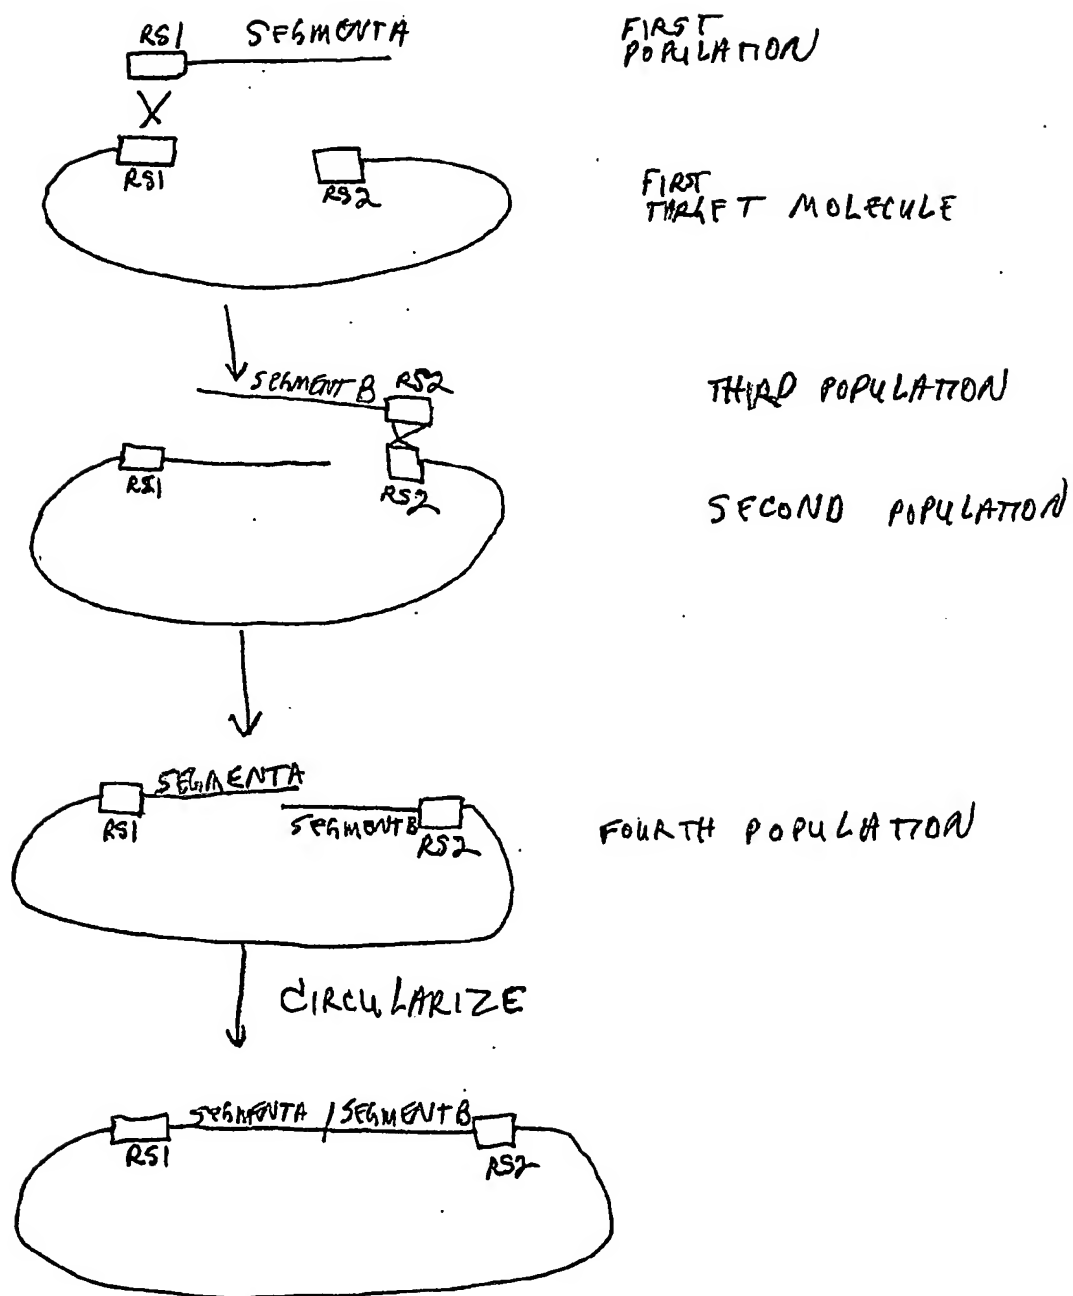 RS1 SEGMENTA
FIRST
POPULATION
RS1
RS2
FIRST
TARGET MOLECULE
SEGMENT B RS2
THIRD POPULATION
RS1
RS2
SECOND POPULATION
SEGMENTA
RS1
SEGMENTB
RS2
FOURTH POPULATION
CIRCULARIZE
SEGMENTA / SEGMENTB
RS1
RS2